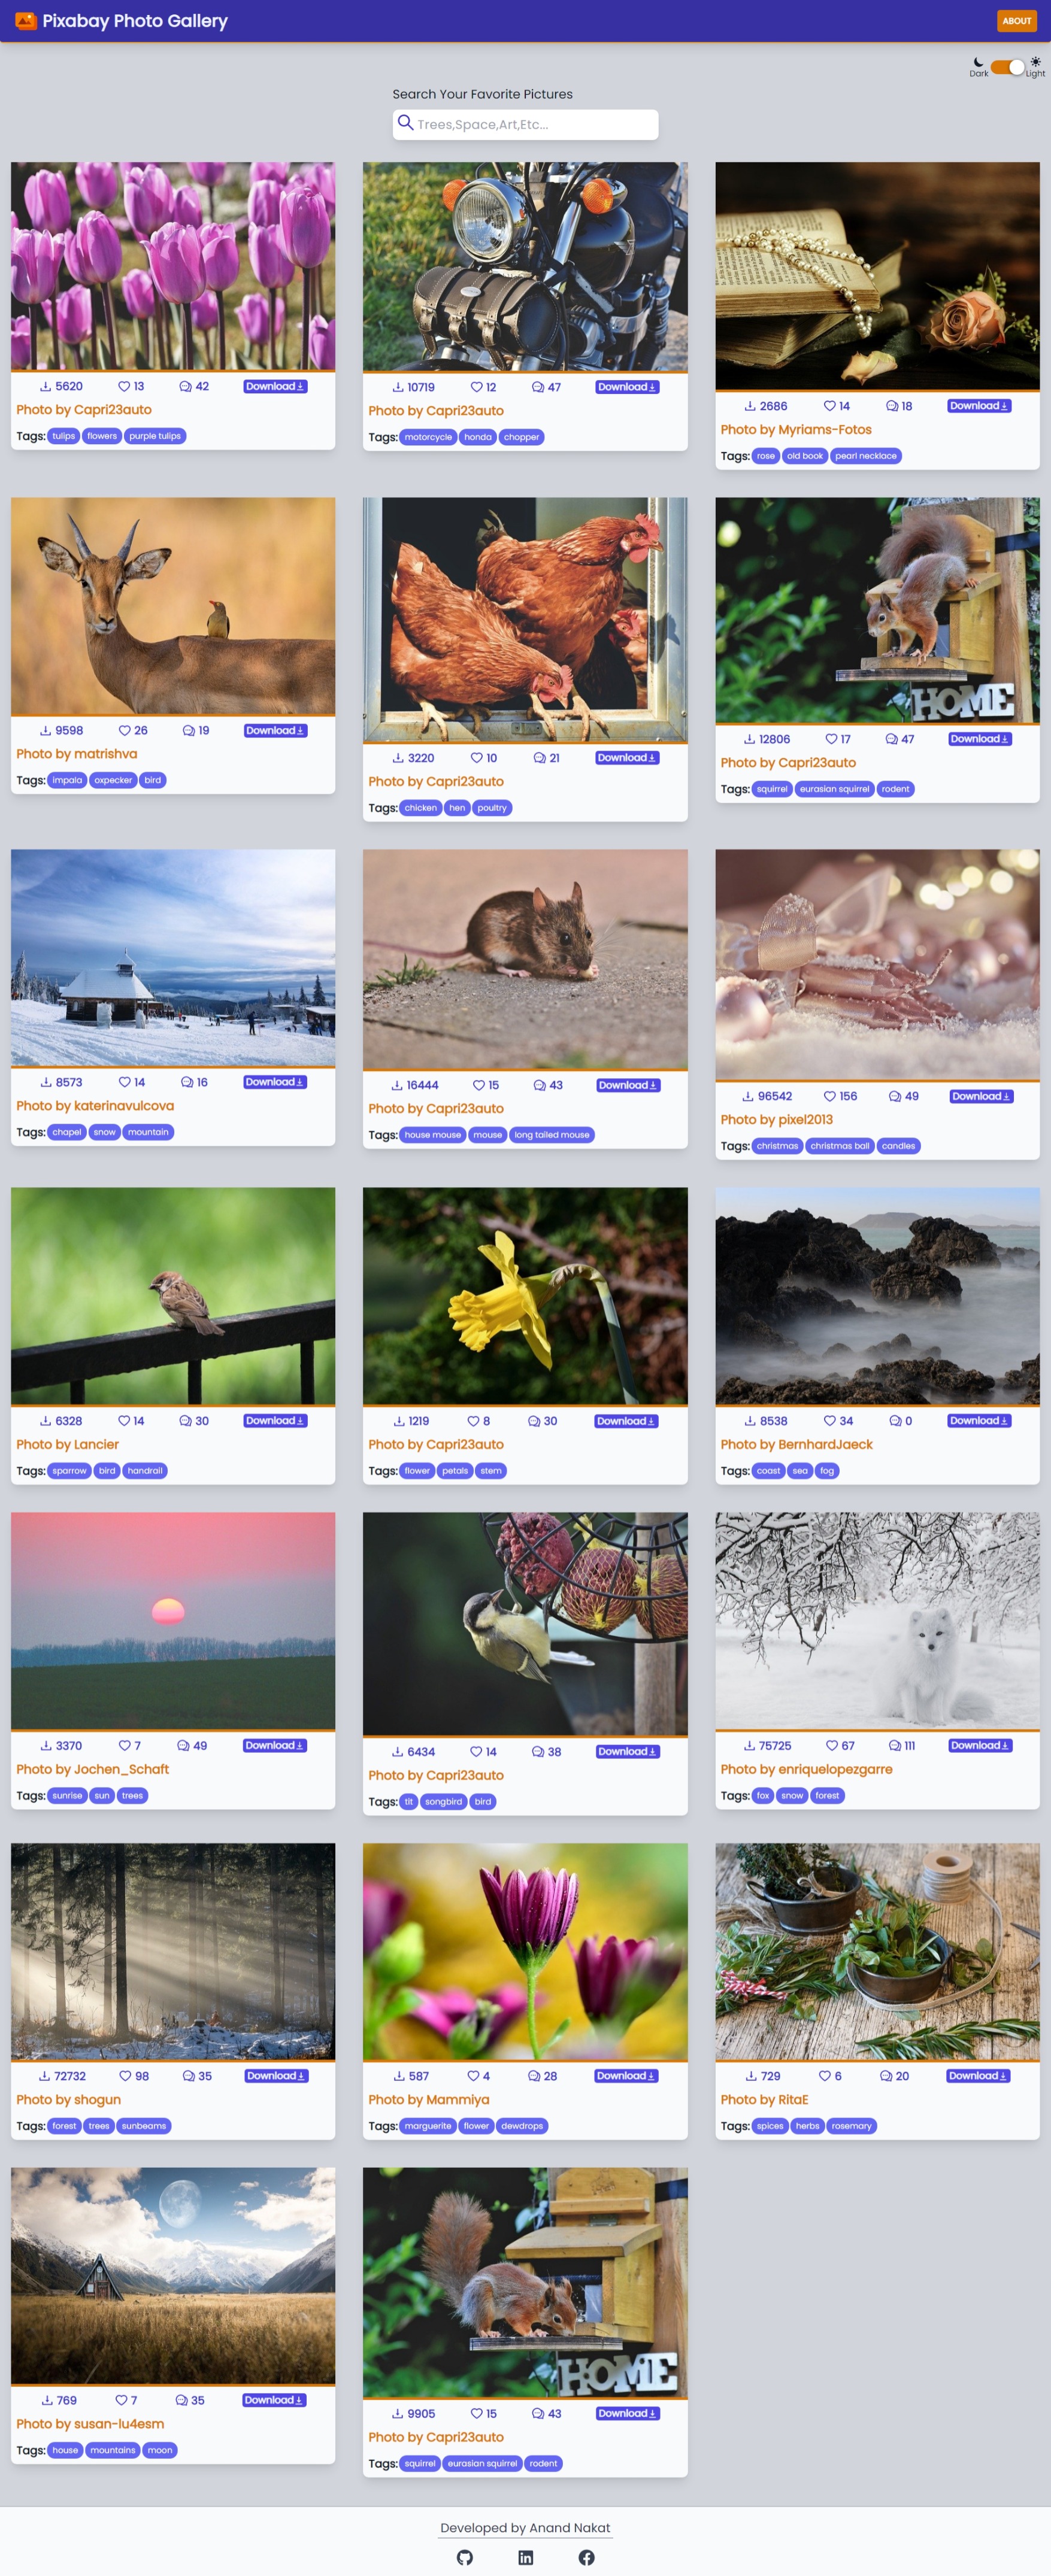 Pixabay Photo Gallery
ABOUT
Dark
Light
Search Your Favorite Pictures
Trees,Space,Art,Etc...
5620 13 42 Download
Photo by Capri23auto
Tags: tulips flowers purple tulips
10719 12 47 Download
Photo by Capri23auto
Tags: motorcycle honda chopper
2686 14 18 Download
Photo by Myriams-Fotos
Tags: rose old book pearl necklace
9598 26 19 Download
Photo by matrishva
Tags: impala oxpecker bird
3220 10 21 Download
Photo by Capri23auto
Tags: chicken hen poultry
HOME
12806 17 47 Download
Photo by Capri23auto
Tags: squirrel eurasian squirrel rodent
8573 14 16 Download
Photo by katerinavulcova
Tags: chapel snow mountain
16444 15 43 Download
Photo by Capri23auto
Tags: house mouse mouse long tailed mouse
96542 156 49 Download
Photo by pixel2013
Tags: christmas christmas ball candles
6328 14 30 Download
Photo by Lancier
Tags: sparrow bird handrail
1219 8 30 Download
Photo by Capri23auto
Tags: flower petals stem
8538 34 0 Download
Photo by BernhardJaeck
Tags: coast sea fog
3370 7 49 Download
Photo by Jochen_Schaft
Tags: sunrise sun trees
6434 14 38 Download
Photo by Capri23auto
Tags: tit songbird bird
75725 67 111 Download
Photo by enriquelopezgarre
Tags: fox snow forest
72732 98 35 Download
Photo by shogun
Tags: forest trees sunbeams
587 4 28 Download
Photo by Mammiya
Tags: marguerite flower dewdrops
729 6 20 Download
Photo by RitaE
Tags: spices herbs rosemary
769 7 35 Download
Photo by susan-lu4esm
Tags: house mountains moon
HOME
9905 15 43 Download
Photo by Capri23auto
Tags: squirrel eurasian squirrel rodent
Developed by Anand Nakat